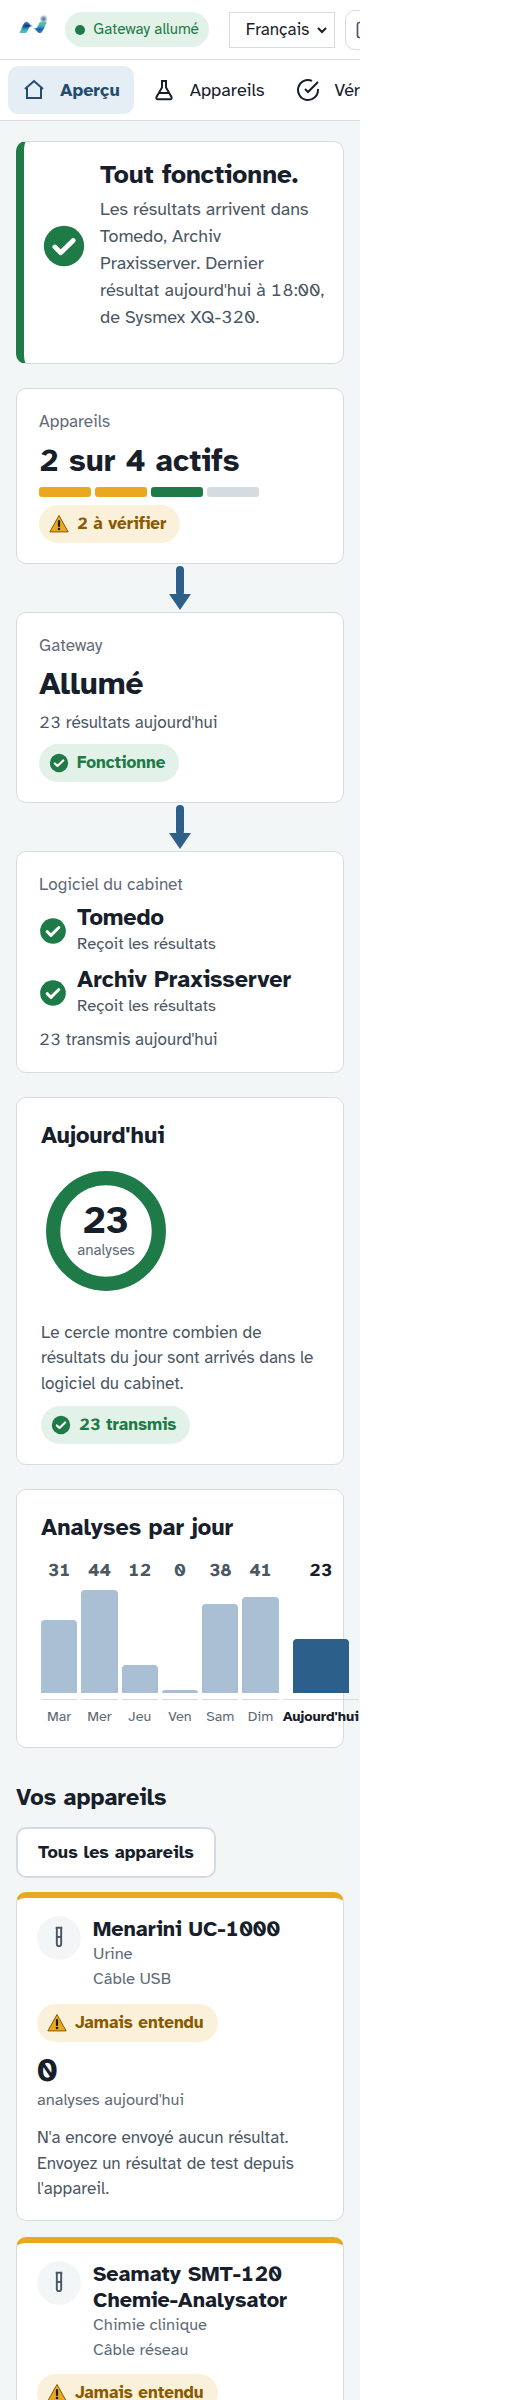 Gateway allumé
Français
Aperçu
Appareils
Vér
Tout fonctionne.
Les résultats arrivent dans
Tomedo, Archiv
Praxisserver. Dernier
résultat aujourd'hui à 18:00,
de Sysmex XQ-320.
Appareils
2 sur 4 actifs
2 à vérifier
Gateway
Allumé
23 résultats aujourd'hui
Fonctionne
Logiciel du cabinet
Tomedo
Reçoit les résultats
Archiv Praxisserver
Reçoit les résultats
23 transmis aujourd'hui
Aujourd'hui
23
analyses
Le cercle montre combien de
résultats du jour sont arrivés dans le
logiciel du cabinet.
23 transmis
Analyses par jour
31 44 12 0 38 41 23
Mar Mer Jeu Ven Sam Dim Aujourd'hui
Vos appareils
Tous les appareils
Menarini UC-1000
Urine
Câble USB
Jamais entendu
0
analyses aujourd'hui
N'a encore envoyé aucun résultat.
Envoyez un résultat de test depuis
l'appareil.
Seamaty SMT-120
Chemie-Analysator
Chimie clinique
Câble réseau
Jamais entendu